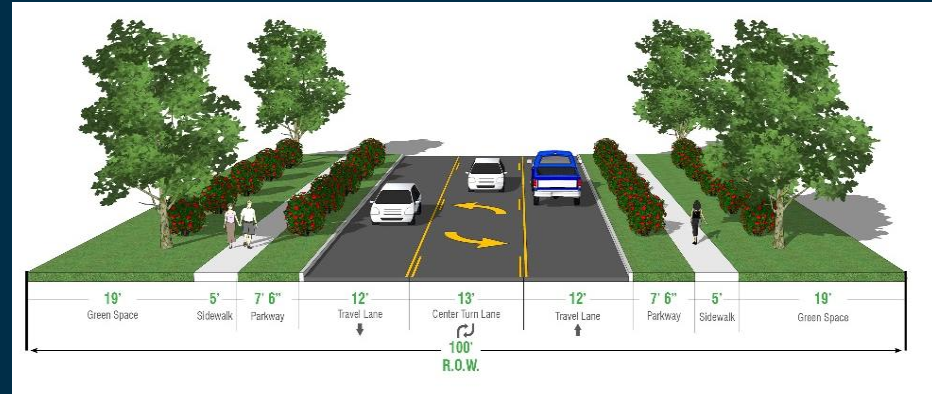 19' 5' 7' 6" 12' 13' 12' 7' 6" 5' 19'
Green Space Sidewalk Parkway Travel Lane Center Turn Lane Travel Lane Parkway Sidewalk Green Space
100'
R.O.W.